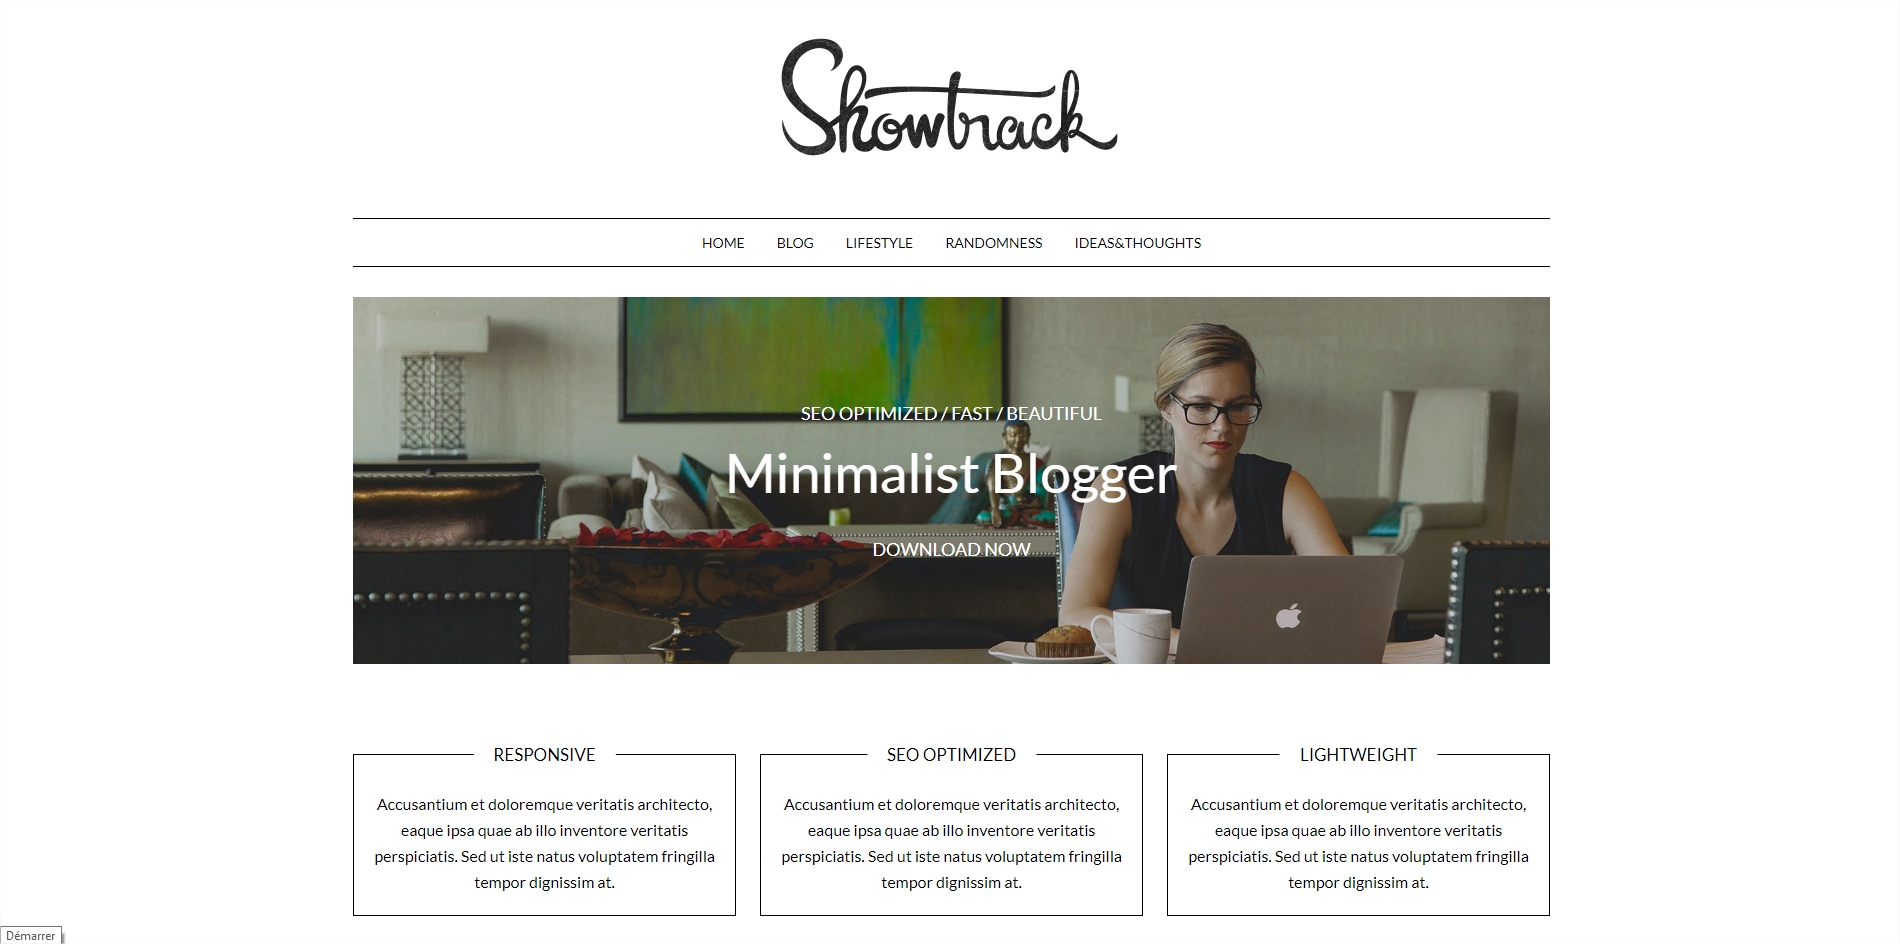 Showtrack
HOME BLOG LIFESTYLE RANDOMNESS IDEAS&THOUGHTS
SEO OPTIMIZED / FAST / BEAUTIFUL
Minimalist Blogger
DOWNLOAD NOW
RESPONSIVE
Accusantium et doloremque veritatis architecto,
eaque ipsa quae ab illo inventore veritatis
perspiciatis. Sed ut iste natus voluptatem fringilla
tempor dignissim at.
SEO OPTIMIZED
Accusantium et doloremque veritatis architecto,
eaque ipsa quae ab illo inventore veritatis
perspiciatis. Sed ut iste natus voluptatem fringilla
tempor dignissim at.
LIGHTWEIGHT
Accusantium et doloremque veritatis architecto,
eaque ipsa quae ab illo inventore veritatis
perspiciatis. Sed ut iste natus voluptatem fringilla
tempor dignissim at.
Démarrer